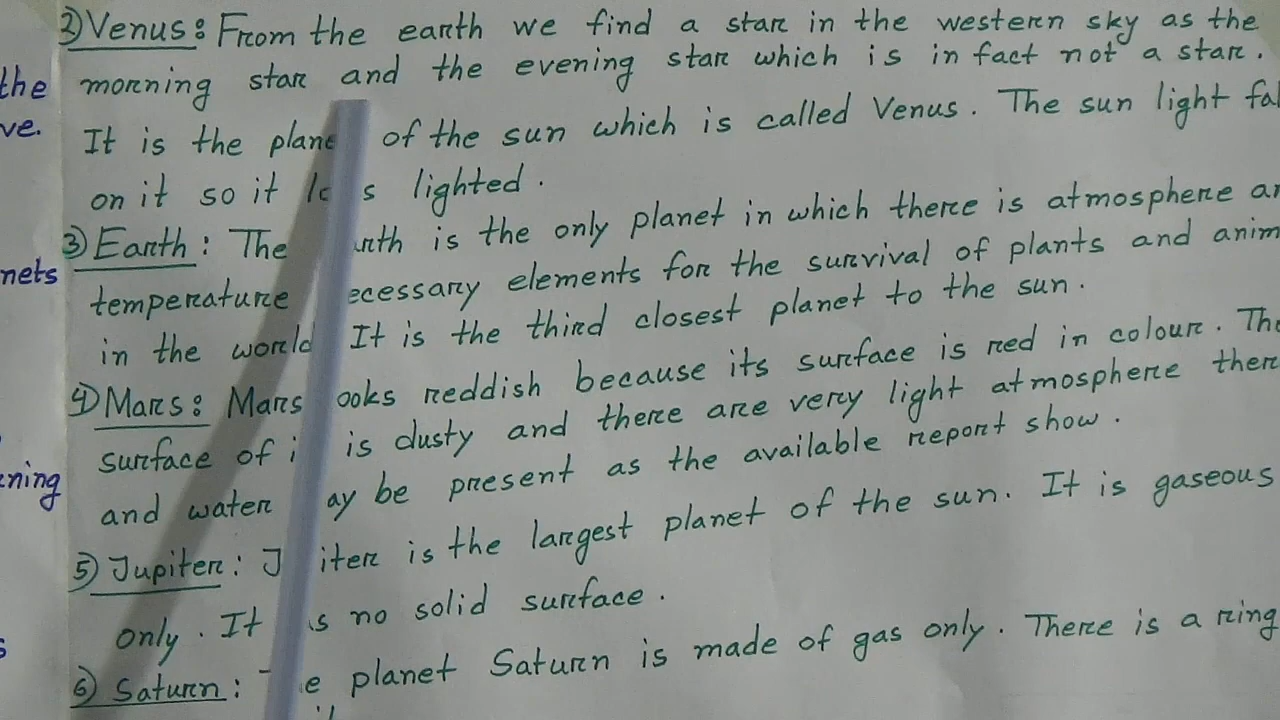 2) Venus: From the earth we find a star in the western sky as the
the morning star and the evening star which is in fact not a star.
ve.
It is the plane of the sun which is called Venus. The sun light fal
on it so it lo s lighted.
3) Earth: The arth is the only planet in which there is atmosphere an
nets
temperature ecessary elements for the survival of plants and anim
in the world It is the third closest planet to the sun.
4) Mars: Mars ooks reddish because its surface is red in colour. The
surface of i is dusty and there are very light atmosphere there
ning
and water ay be present as the available report show.
5) Jupiter: J iter is the largest planet of the sun. It is gaseous
only. It as no solid surface.
s
6) Saturn: T e planet Saturn is made of gas only. There is a ring